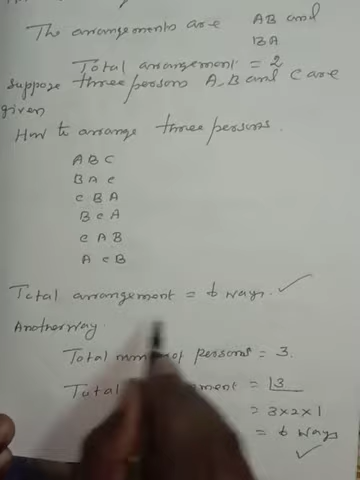 The arrangements are AB and
BA
Total arrangement = 2
Suppose three persons A, B and C are
given
How to arrange three persons.
A B C
B A C
C B A
B C A
C A B
A C B
Total arrangement = 6 ways. ✓
Another way.
Total of persons = 3.
Total = |3
= 3×2×1
= 6 ways
✓